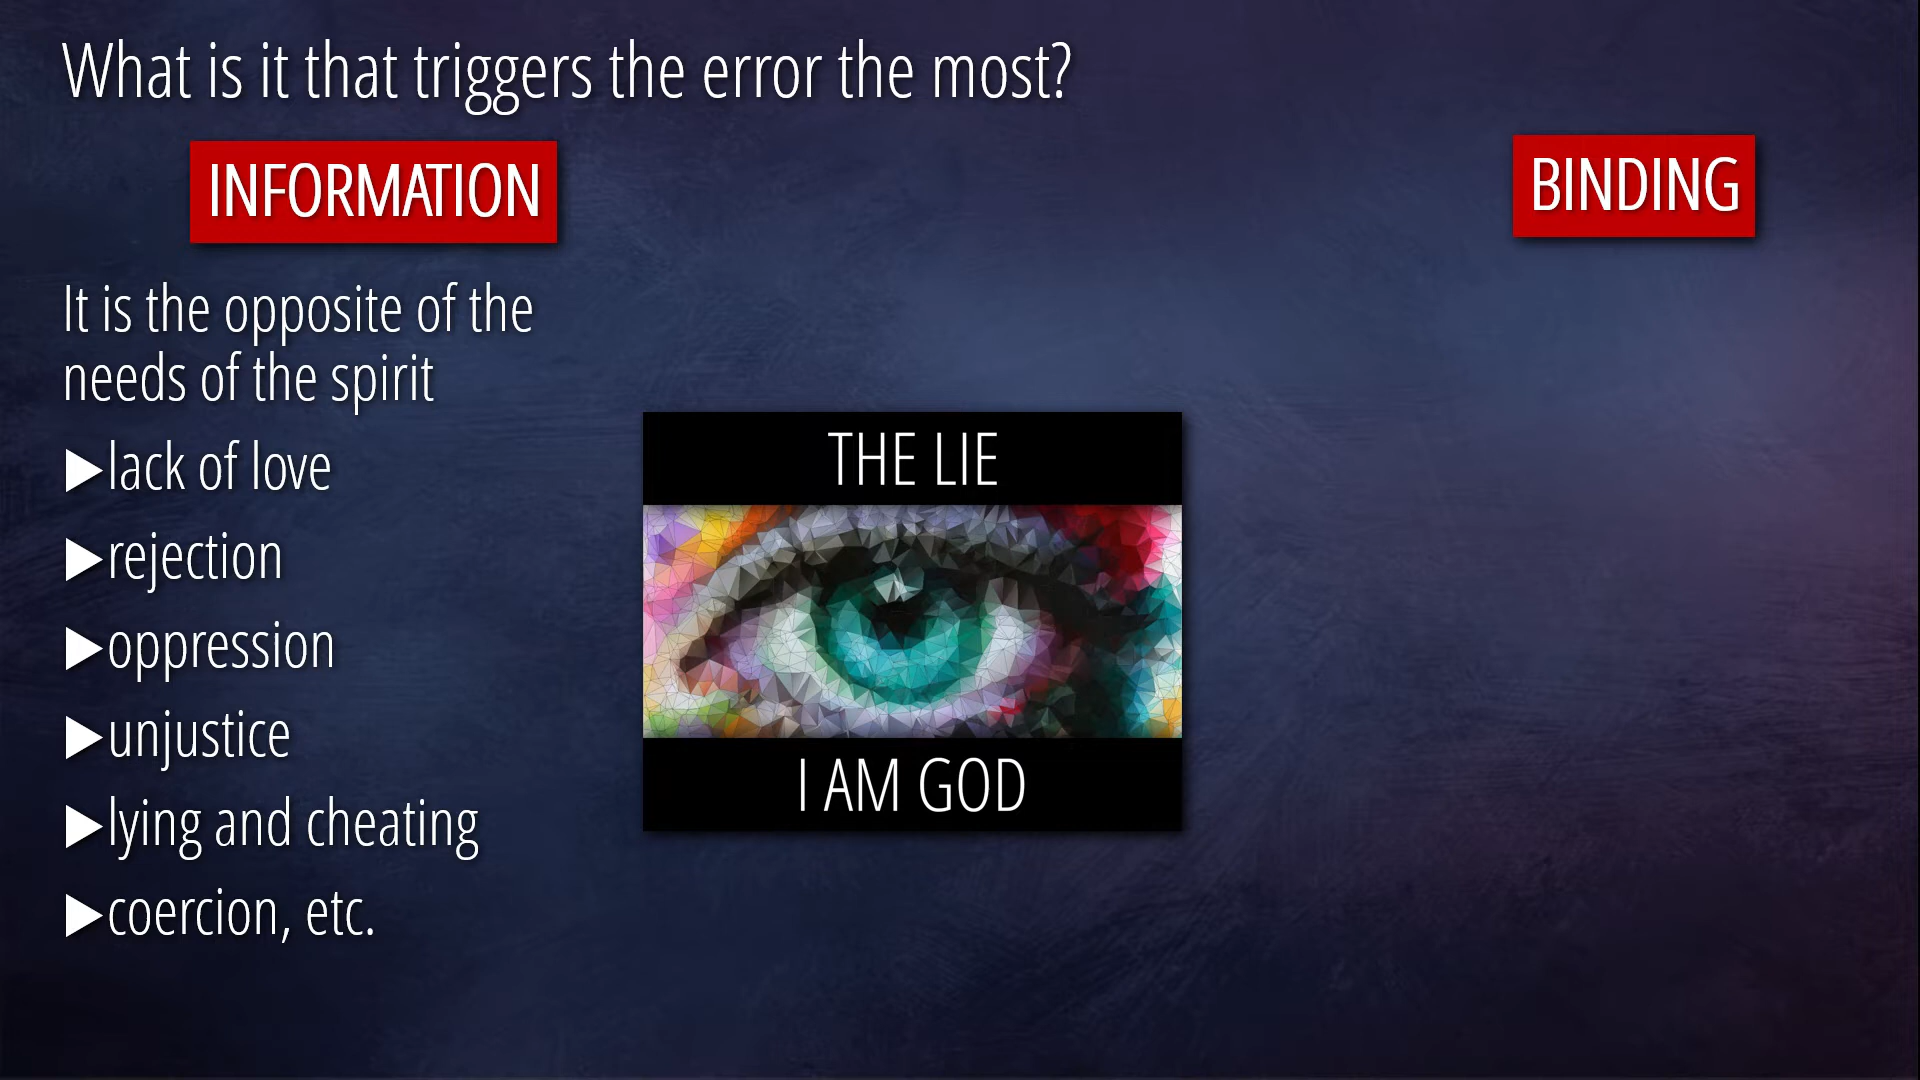 What is it that triggers the error the most?
INFORMATION
BINDING
It is the opposite of the
needs of the spirit
▶lack of love
▶rejection
▶oppression
▶unjustice
▶lying and cheating
▶coercion, etc.
THE LIE
I AM GOD